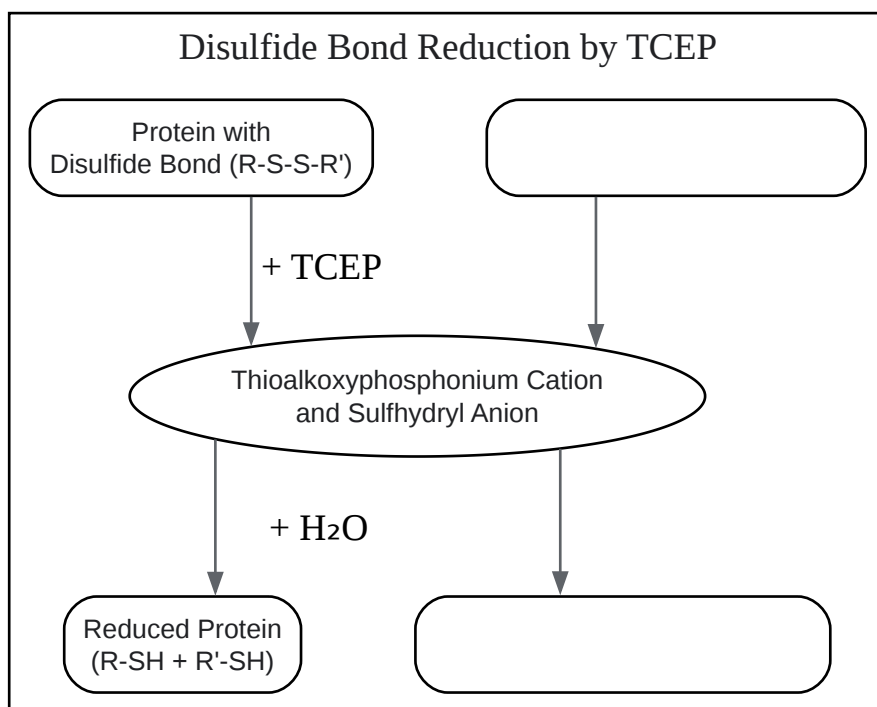 Disulfide Bond Reduction by TCEP
Protein with
Disulfide Bond (R-S-S-R')
+ TCEP
Thioalkoxyphosphonium Cation
and Sulfhydryl Anion
+ H₂O
Reduced Protein
(R-SH + R'-SH)